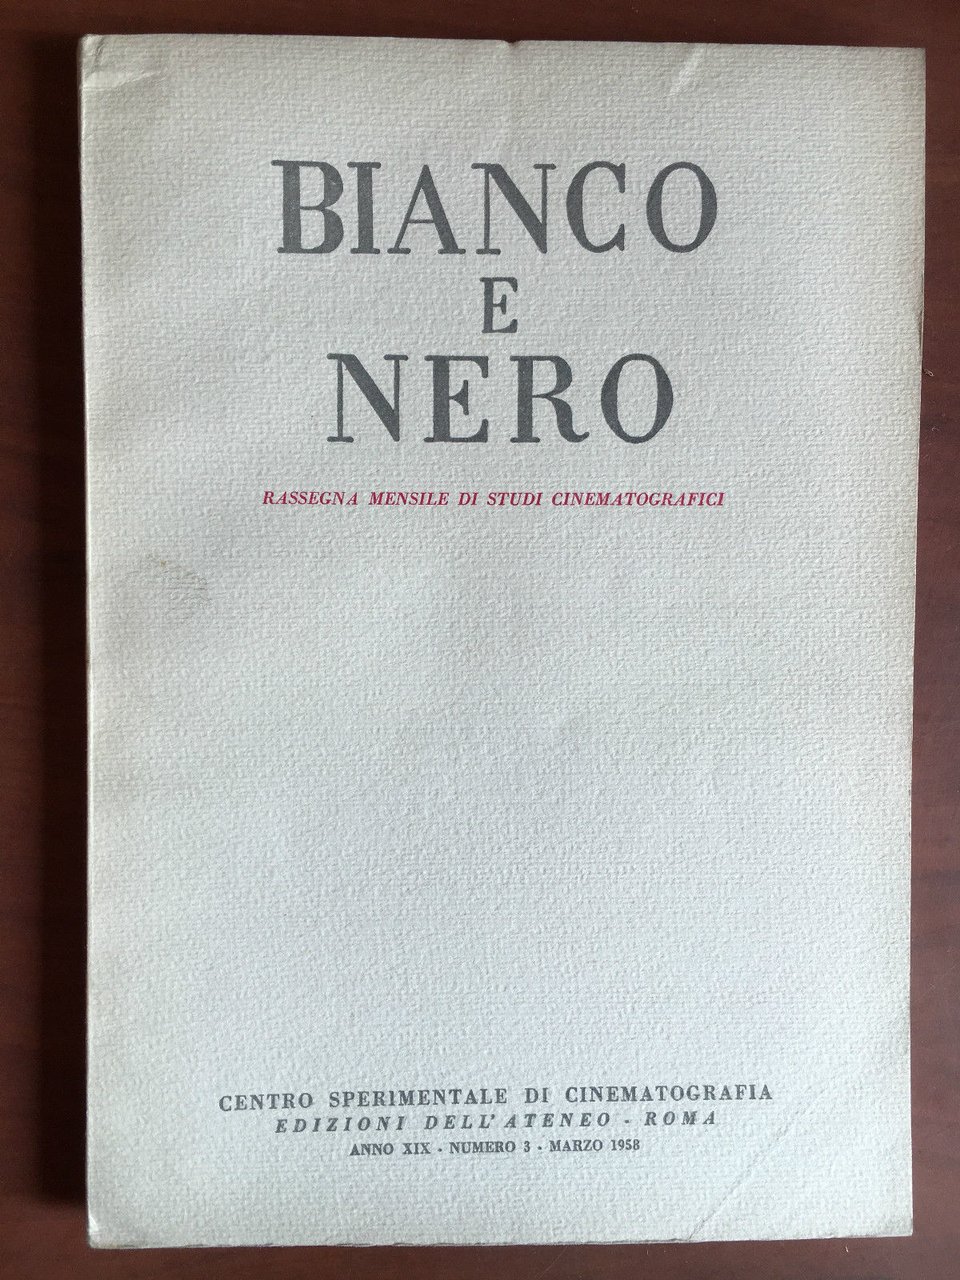 BIANCO
E
NERO
RASSEGNA MENSILE DI STUDI CINEMATOGRAFICI
CENTRO SPERIMENTALE DI CINEMATOGRAFIA
EDIZIONI DELL'ATENEO - ROMA
ANNO XIX - NUMERO 3 - MARZO 1958